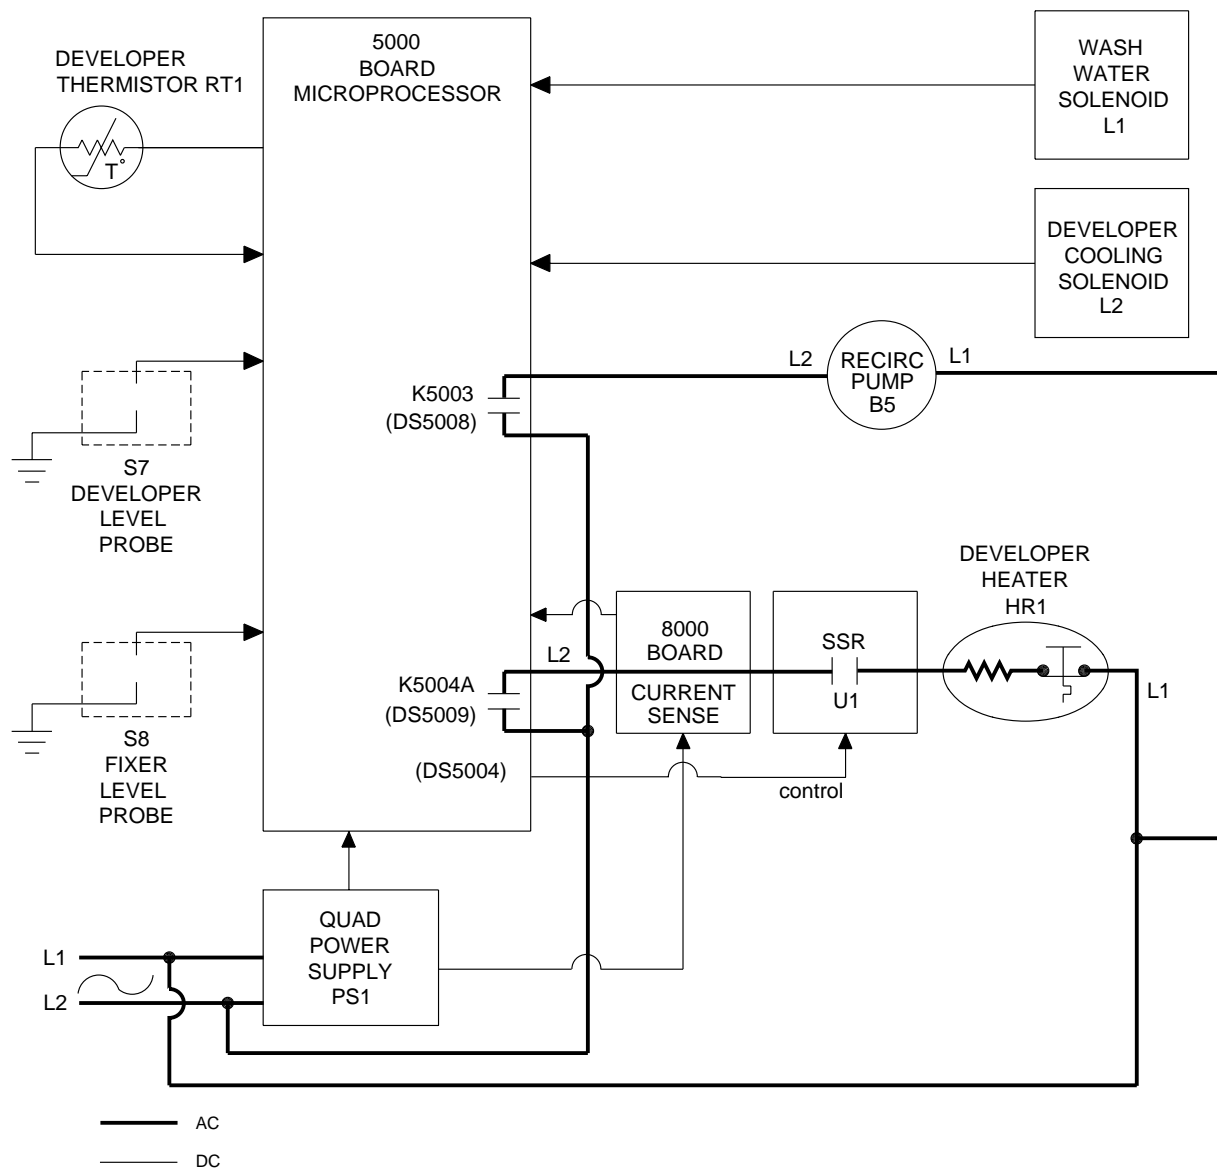 5000
BOARD
MICROPROCESSOR
DEVELOPER
THERMISTOR RT1
T°
WASH
WATER
SOLENOID
L1
DEVELOPER
COOLING
SOLENOID
L2
L2
RECIRC
PUMP
B5
L1
K5003
(DS5008)
S7
DEVELOPER
LEVEL
PROBE
DEVELOPER
HEATER
HR1
8000
BOARD
CURRENT
SENSE
L2
SSR
U1
L1
K5004A
(DS5009)
(DS5004)
control
S8
FIXER
LEVEL
PROBE
QUAD
POWER
SUPPLY
PS1
L1
L2
AC
DC